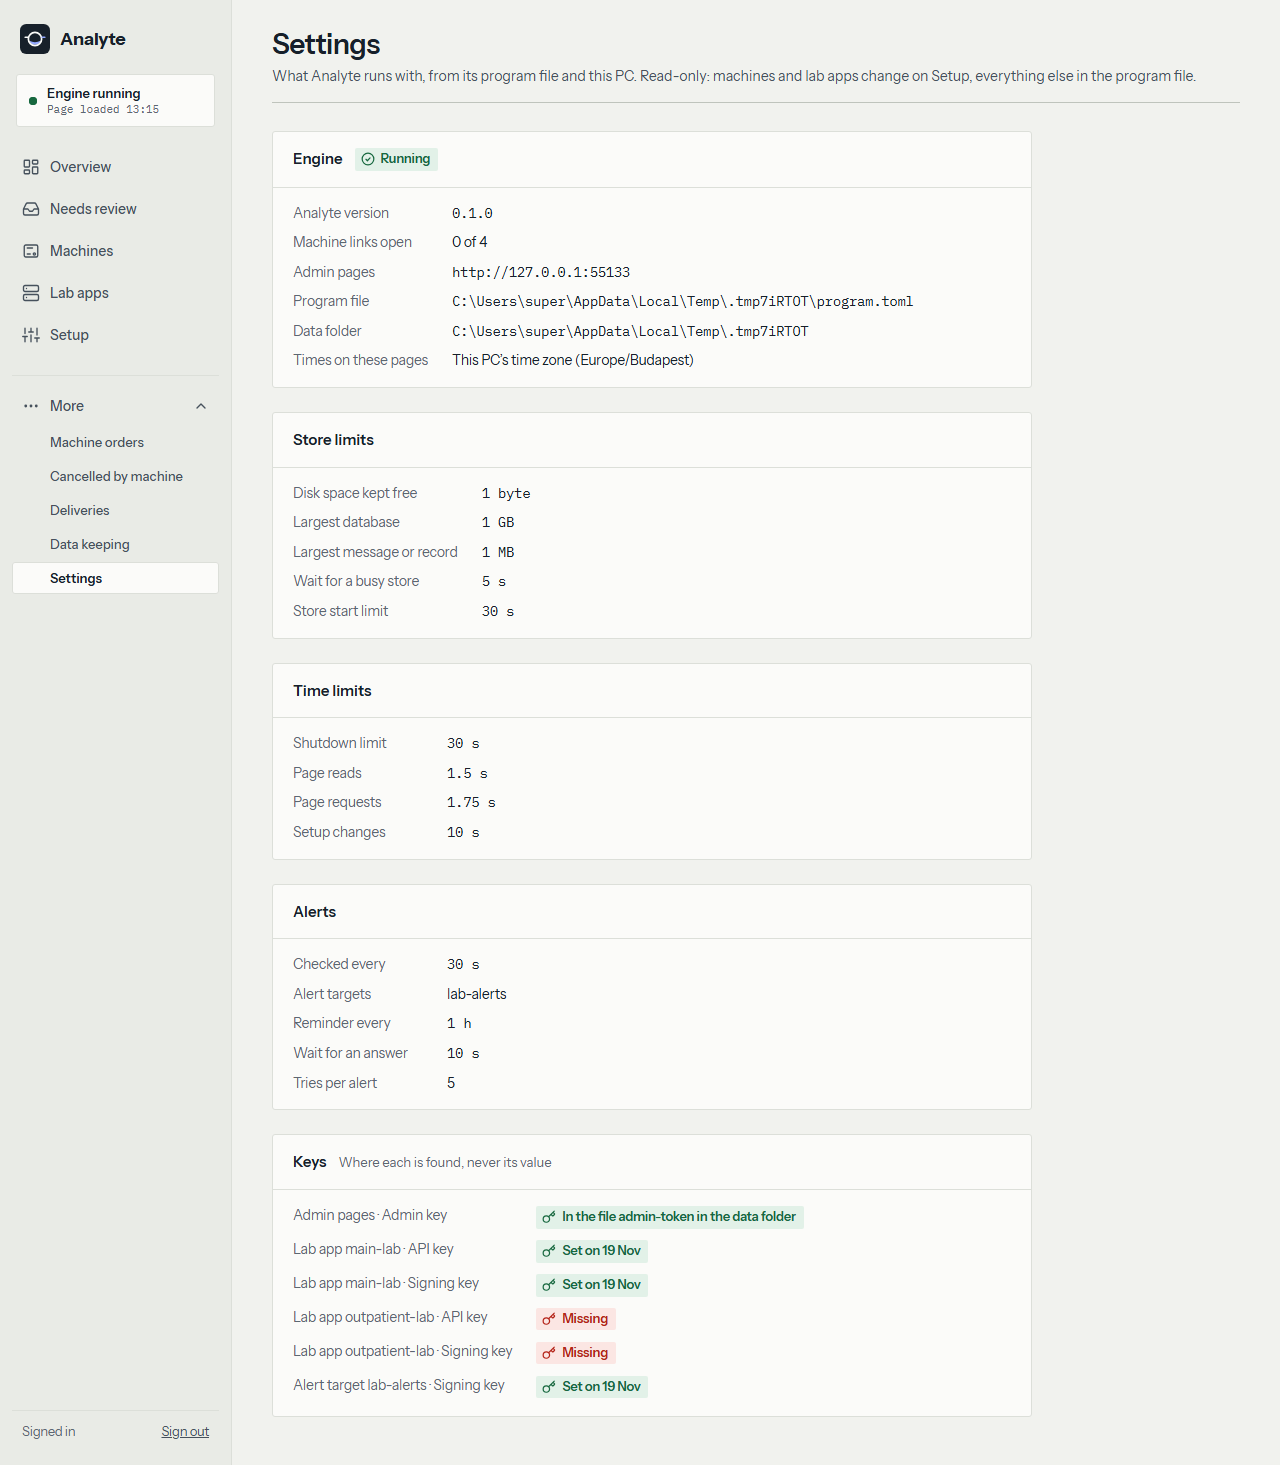 Analyte
Engine running
Page loaded 13:15
Overview
Needs review
Machines
Lab apps
Setup
More
Machine orders
Cancelled by machine
Deliveries
Data keeping
Settings
Signed in
Sign out
Settings
What Analyte runs with, from its program file and this PC. Read-only: machines and lab apps change on Setup, everything else in the program file.
Engine Running
Analyte version 0.1.0
Machine links open 0 of 4
Admin pages http://127.0.0.1:55133
Program file C:\Users\super\AppData\Local\Temp\.tmp7iRTOT\program.toml
Data folder C:\Users\super\AppData\Local\Temp\.tmp7iRTOT
Times on these pages This PC's time zone (Europe/Budapest)
Store limits
Disk space kept free 1 byte
Largest database 1 GB
Largest message or record 1 MB
Wait for a busy store 5 s
Store start limit 30 s
Time limits
Shutdown limit 30 s
Page reads 1.5 s
Page requests 1.75 s
Setup changes 10 s
Alerts
Checked every 30 s
Alert targets lab-alerts
Reminder every 1 h
Wait for an answer 10 s
Tries per alert 5
Keys Where each is found, never its value
Admin pages · Admin key In the file admin-token in the data folder
Lab app main-lab · API key Set on 19 Nov
Lab app main-lab · Signing key Set on 19 Nov
Lab app outpatient-lab · API key Missing
Lab app outpatient-lab · Signing key Missing
Alert target lab-alerts · Signing key Set on 19 Nov